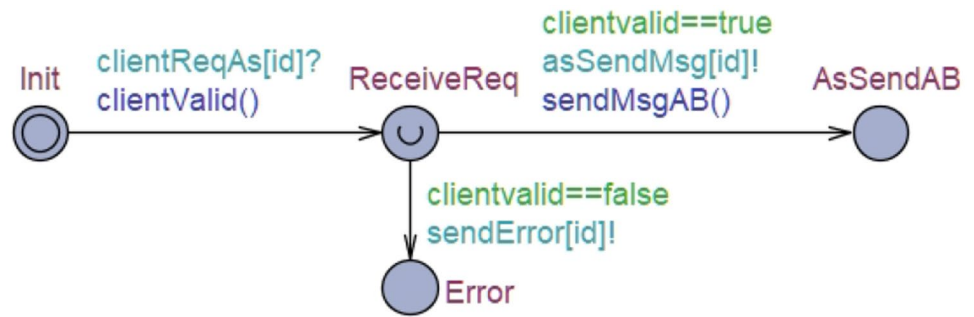 Init
clientReqAs[id]?
clientValid()
ReceiveReq
clientvalid==true
asSendMsg[id]!
sendMsgAB()
AsSendAB
clientvalid==false
sendError[id]!
Error